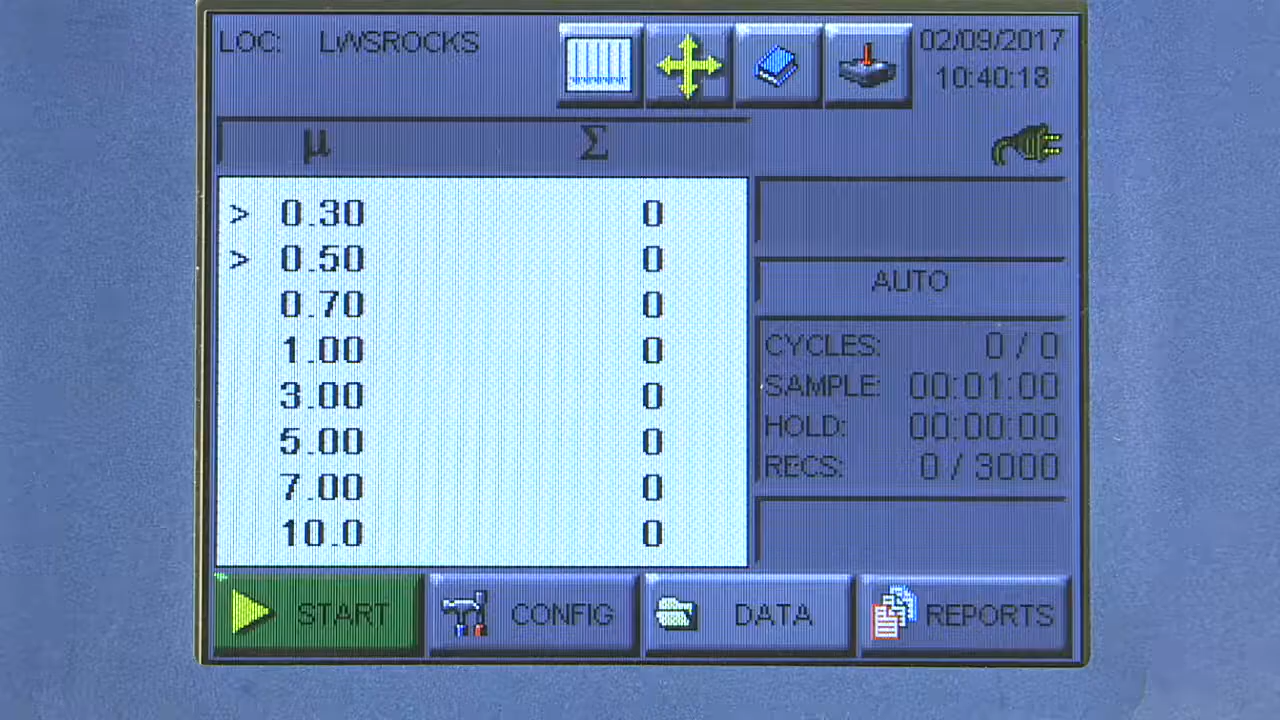 LOC: LWSROCKS
02/09/2017
10:40:18
µ Σ
> 0.30 0
> 0.50 0
0.70 0
1.00 0
3.00 0
5.00 0
7.00 0
10.0 0
AUTO
CYCLES: 0 / 0
SAMPLE: 00:01:00
HOLD: 00:00:00
RECS: 0 / 3000
START CONFIG DATA REPORTS